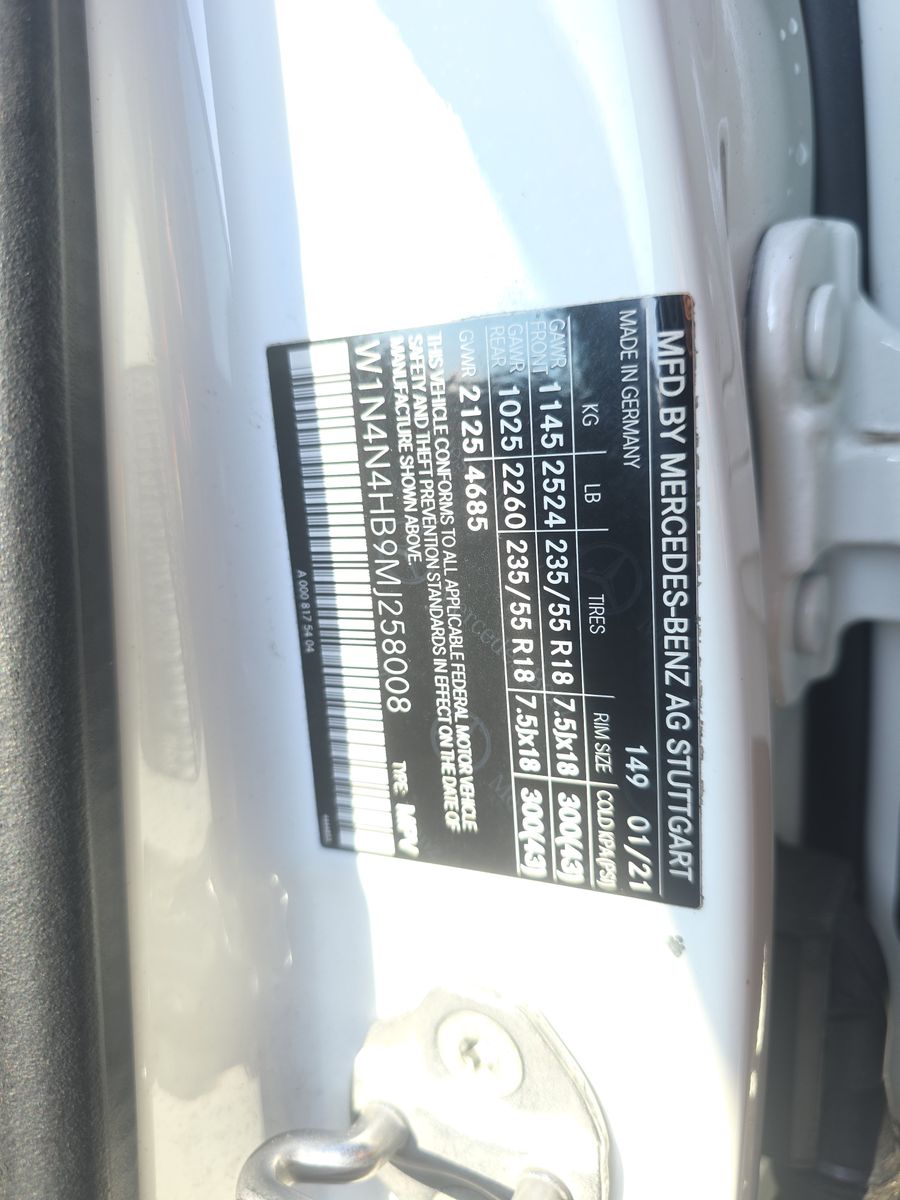 MFD BY MERCEDES-BENZ AG STUTTGART
MADE IN GERMANY 149 01/21
KG LB TIRES RIM SIZE COLD KPA(PSI)
GAWR FRONT 1145 2524 235/55 R18 7.5Jx18 300(43)
GAWR REAR 1025 2260 235/55 R18 7.5Jx18 300(43)
GVWR 2125 4685
THIS VEHICLE CONFORMS TO ALL APPLICABLE FEDERAL MOTOR VEHICLE
SAFETY AND THEFT PREVENTION STANDARDS IN EFFECT ON THE DATE OF
MANUFACTURE SHOWN ABOVE.
W1N4N4HB9MJ258008 TYPE: MPV
A 000 817 54 04